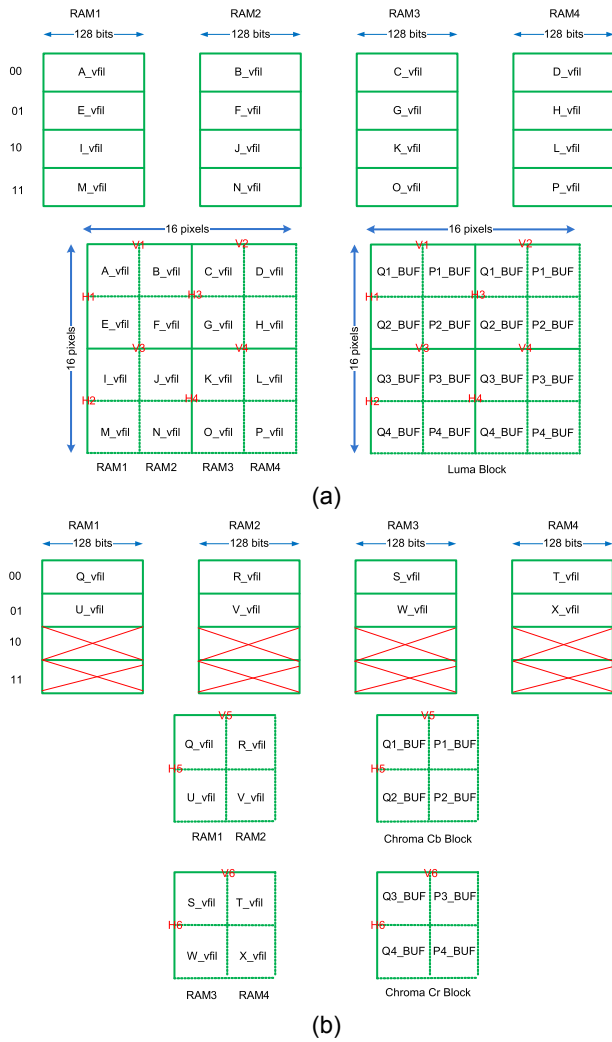 RAM1 RAM2 RAM3 RAM4
128 bits 128 bits 128 bits 128 bits
00 A_vfil B_vfil C_vfil D_vfil
01 E_vfil F_vfil G_vfil H_vfil
10 I_vfil J_vfil K_vfil L_vfil
11 M_vfil N_vfil O_vfil P_vfil
16 pixels 16 pixels
V1 V2 V1 V2
A_vfil B_vfil C_vfil D_vfil Q1_BUF P1_BUF Q1_BUF P1_BUF
H1 H3 H1 H3
16 pixels 16 pixels
E_vfil F_vfil G_vfil H_vfil Q2_BUF P2_BUF Q2_BUF P2_BUF
V3 V4 V3 V4
I_vfil J_vfil K_vfil L_vfil Q3_BUF P3_BUF Q3_BUF P3_BUF
H2 H4 H2 H4
M_vfil N_vfil O_vfil P_vfil Q4_BUF P4_BUF Q4_BUF P4_BUF
RAM1 RAM2 RAM3 RAM4 Luma Block
(a)
RAM1 RAM2 RAM3 RAM4
128 bits 128 bits 128 bits 128 bits
00 Q_vfil R_vfil S_vfil T_vfil
01 U_vfil V_vfil W_vfil X_vfil
10
11
V5 V5
Q_vfil R_vfil Q1_BUF P1_BUF
H5 H5
U_vfil V_vfil Q2_BUF P2_BUF
RAM1 RAM2 Chroma Cb Block
V6 V6
S_vfil T_vfil Q3_BUF P3_BUF
H6 H6
W_vfil X_vfil Q4_BUF P4_BUF
RAM3 RAM4 Chroma Cr Block
(b)